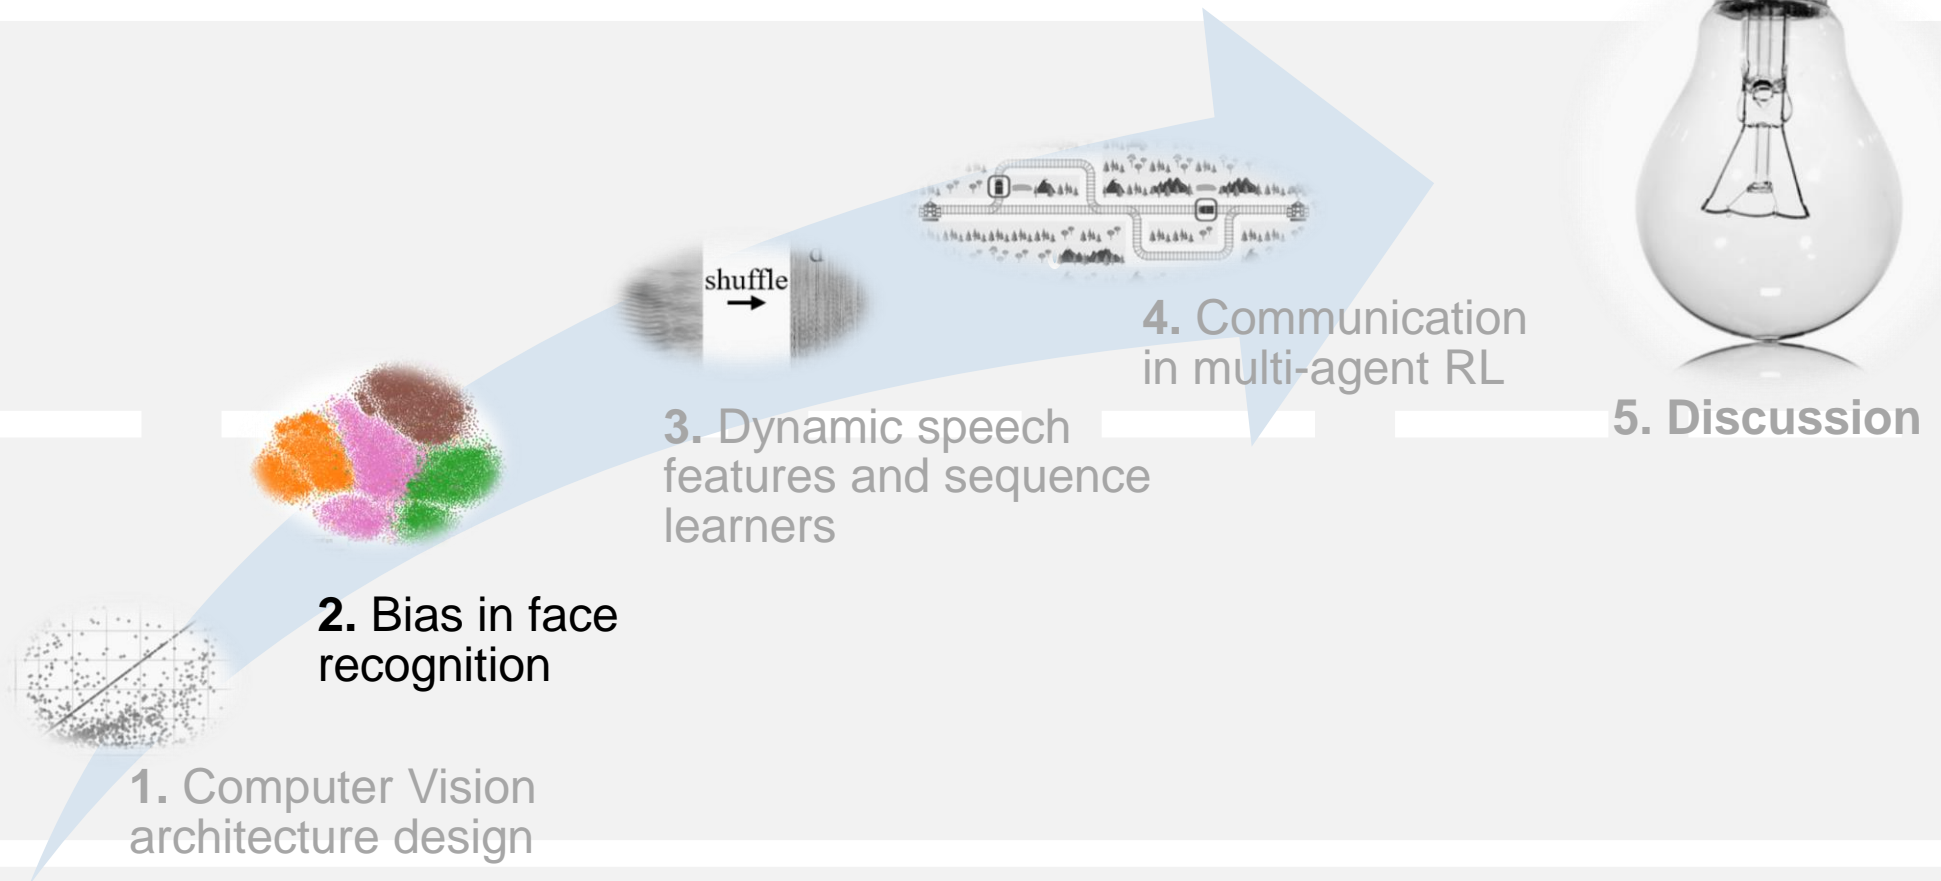 shuffle
d
4. Communication
in multi-agent RL
5. Discussion
3. Dynamic speech
features and sequence
learners
2. Bias in face
recognition
1. Computer Vision
architecture design